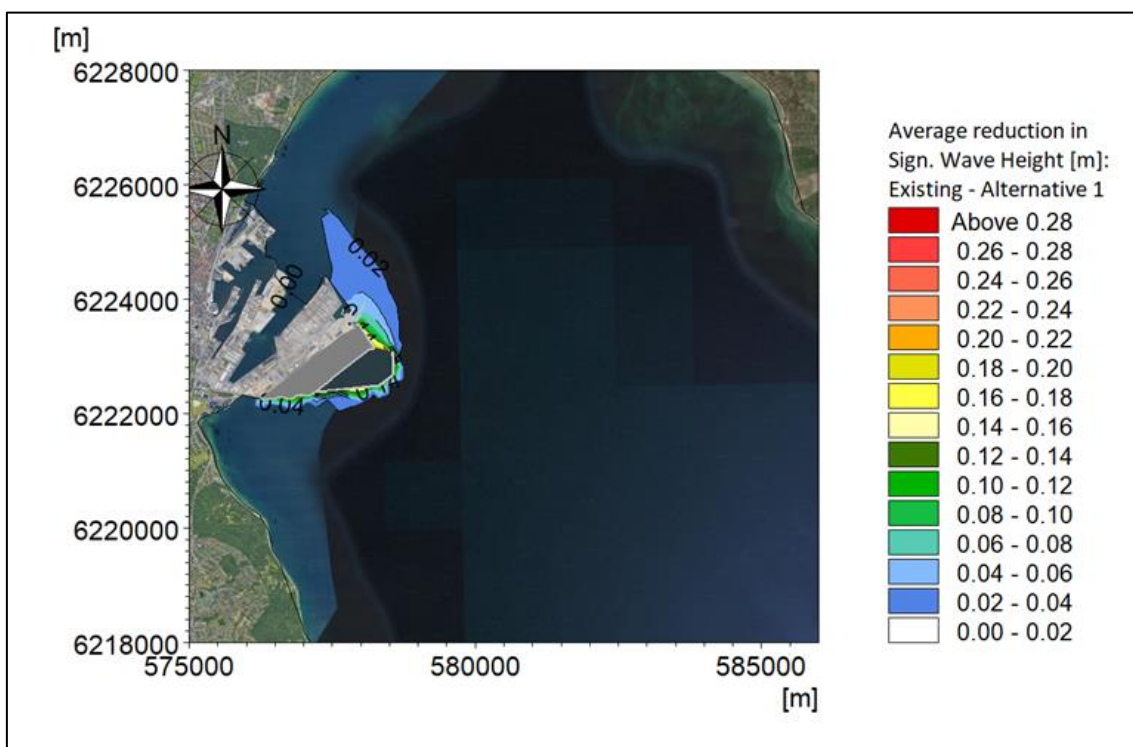 [m]
6228000
6226000
6224000
6222000
6220000
6218000
575000
580000
585000
[m]
N
0.02
0.00
0.04
Average reduction in
Sign. Wave Height [m]:
Existing - Alternative 1
Above 0.28
0.26 - 0.28
0.24 - 0.26
0.22 - 0.24
0.20 - 0.22
0.18 - 0.20
0.16 - 0.18
0.14 - 0.16
0.12 - 0.14
0.10 - 0.12
0.08 - 0.10
0.06 - 0.08
0.04 - 0.06
0.02 - 0.04
0.00 - 0.02